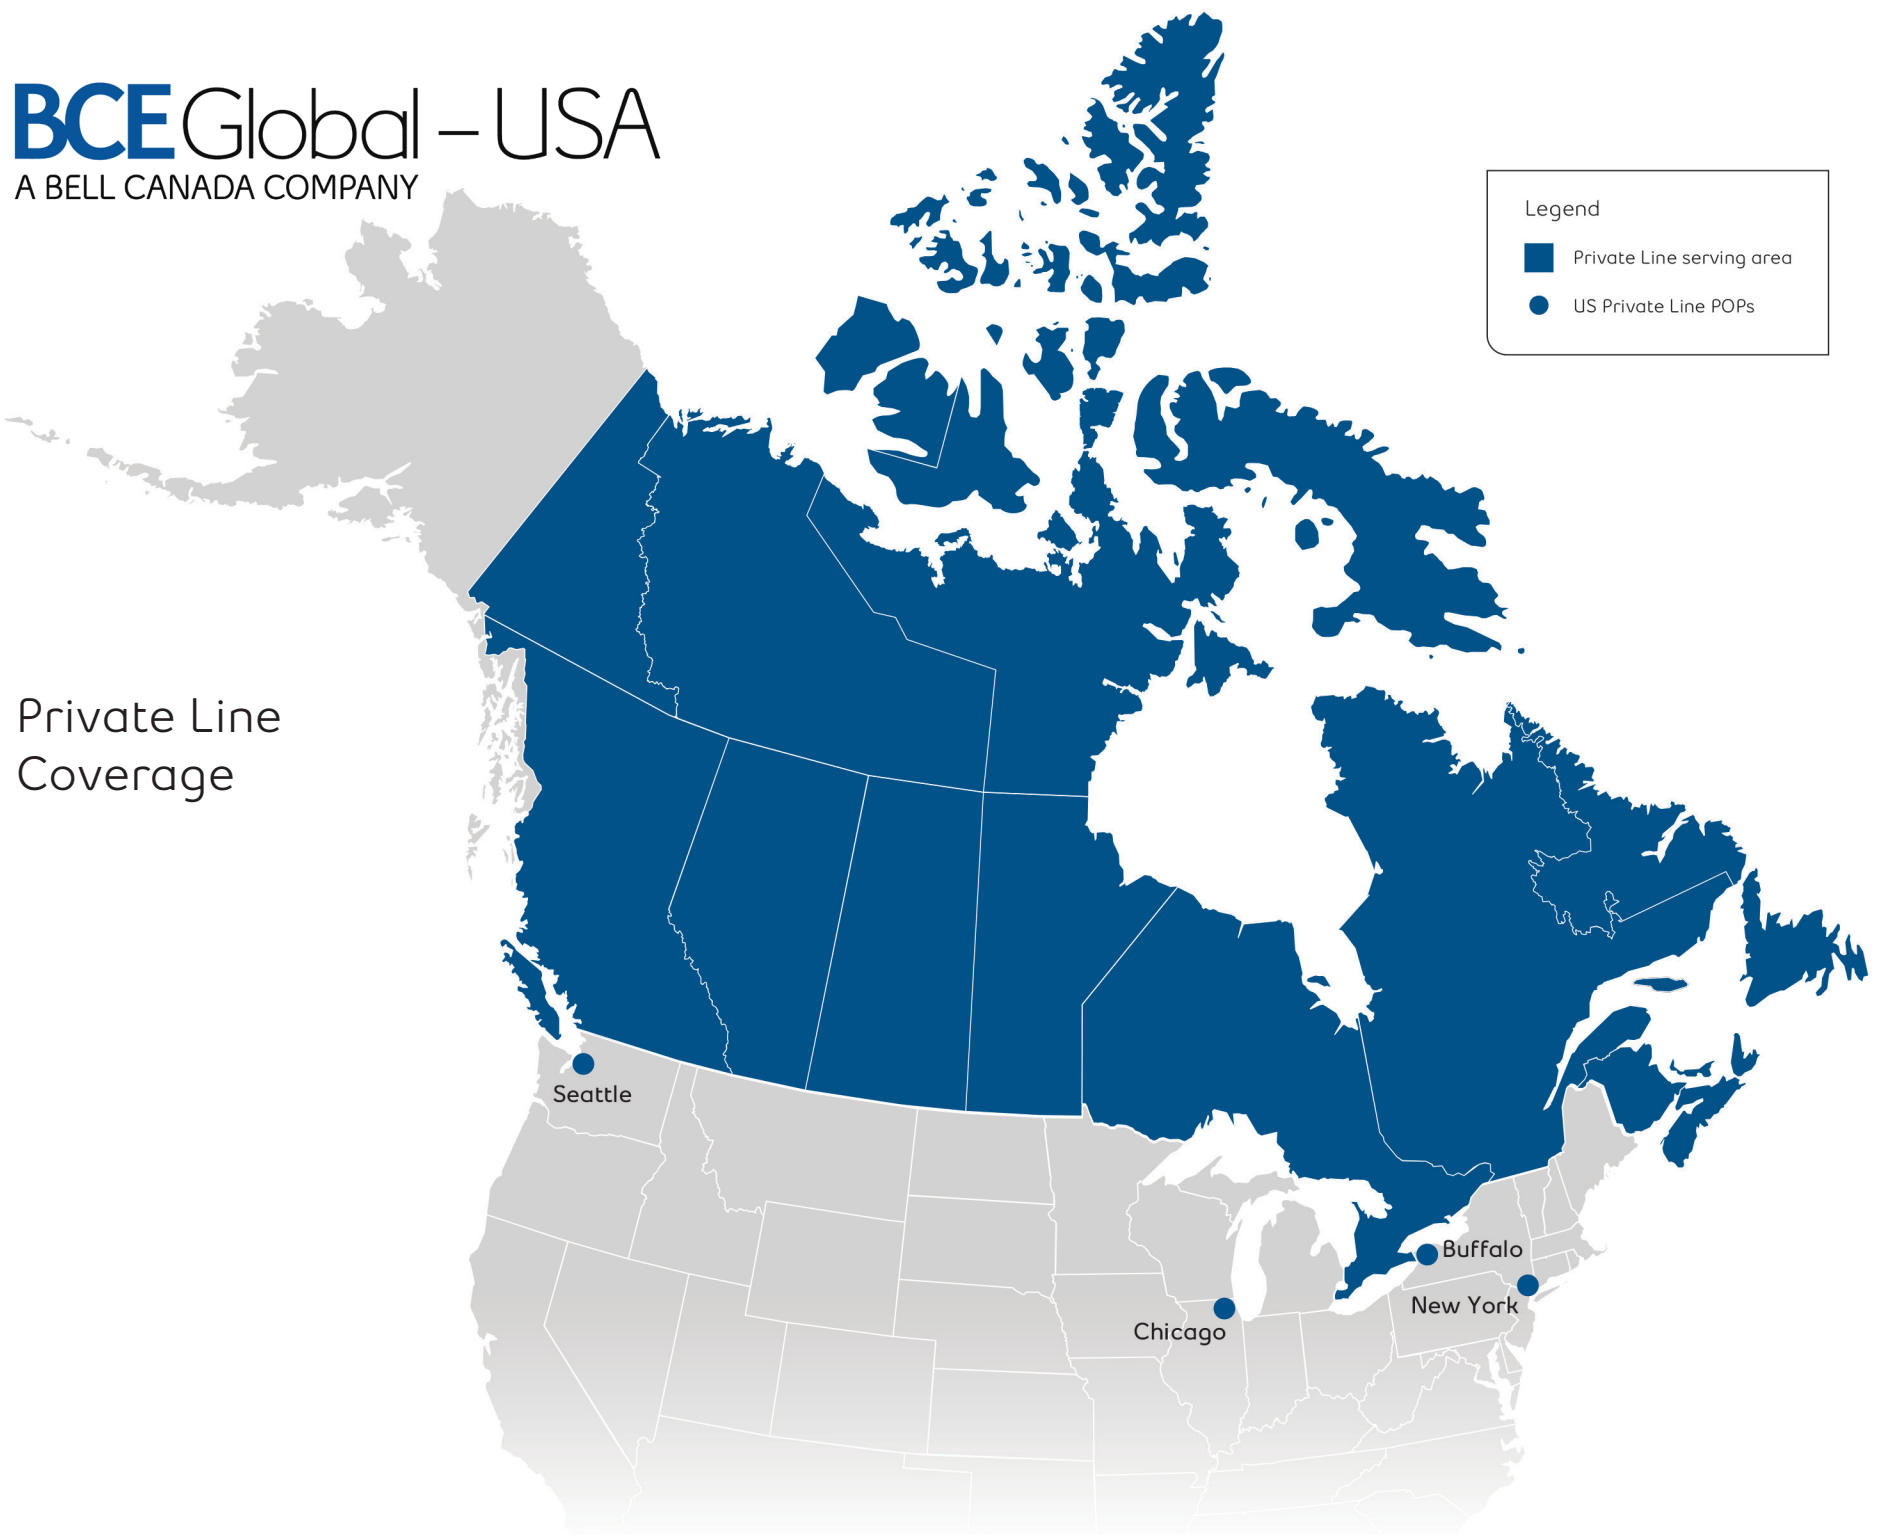 BCE Global – USA
A BELL CANADA COMPANY
Legend
Private Line serving area
US Private Line POPs
Private Line
Coverage
Seattle
Buffalo
New York
Chicago